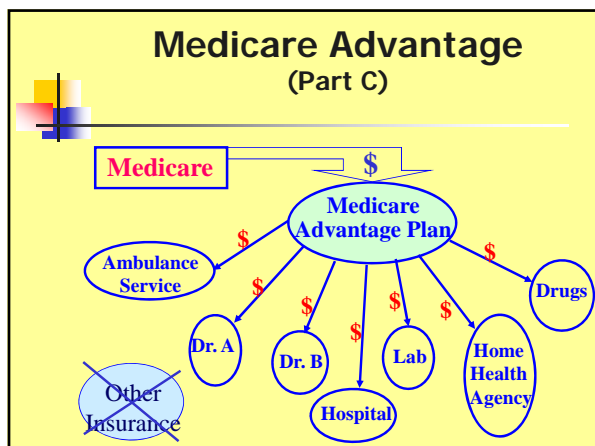 Medicare Advantage
(Part C)
Medicare
$
Medicare
Advantage Plan
$
$
$
$
$
$
$
Ambulance
Service
Drugs
Dr. A
Dr. B
Lab
Home
Health
Agency
Hospital
Other
Insurance